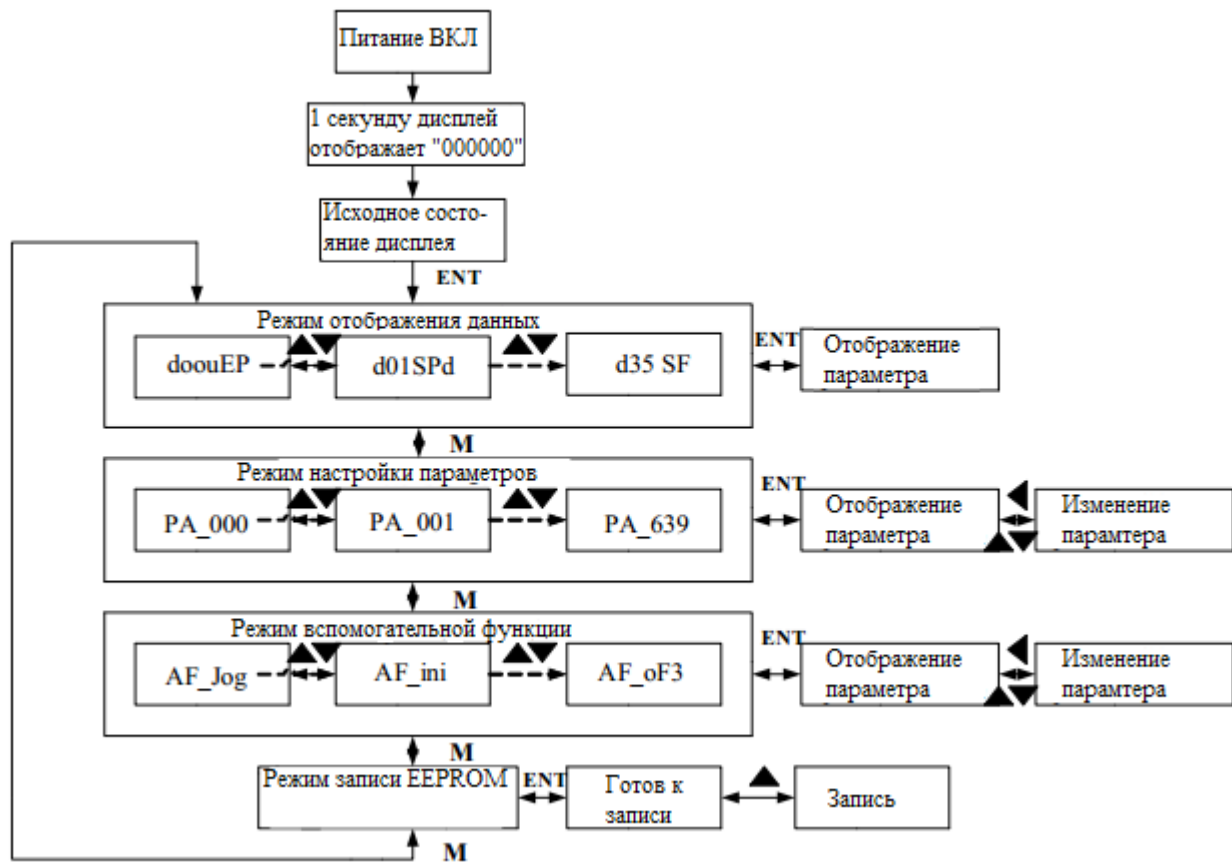 Питание ВКЛ
1 секунду дисплей
отображает "000000"
Исходное состо-
яние дисплея
ENT
Режим отображения данных
doouEP
d01SPd
d35 SF
ENT
Отображение
параметра
M
Режим настройки параметров
PA_000
PA_001
PA_639
ENT
Отображение
парамтра
Изменение
парамтера
M
Режим вспомогательной функции
AF_Jog
AF_ini
AF_oF3
ENT
Отображение
параметра
Изменение
парамтера
M
Режим записи EEPROM
ENT
Готов к
записи
Запись
M